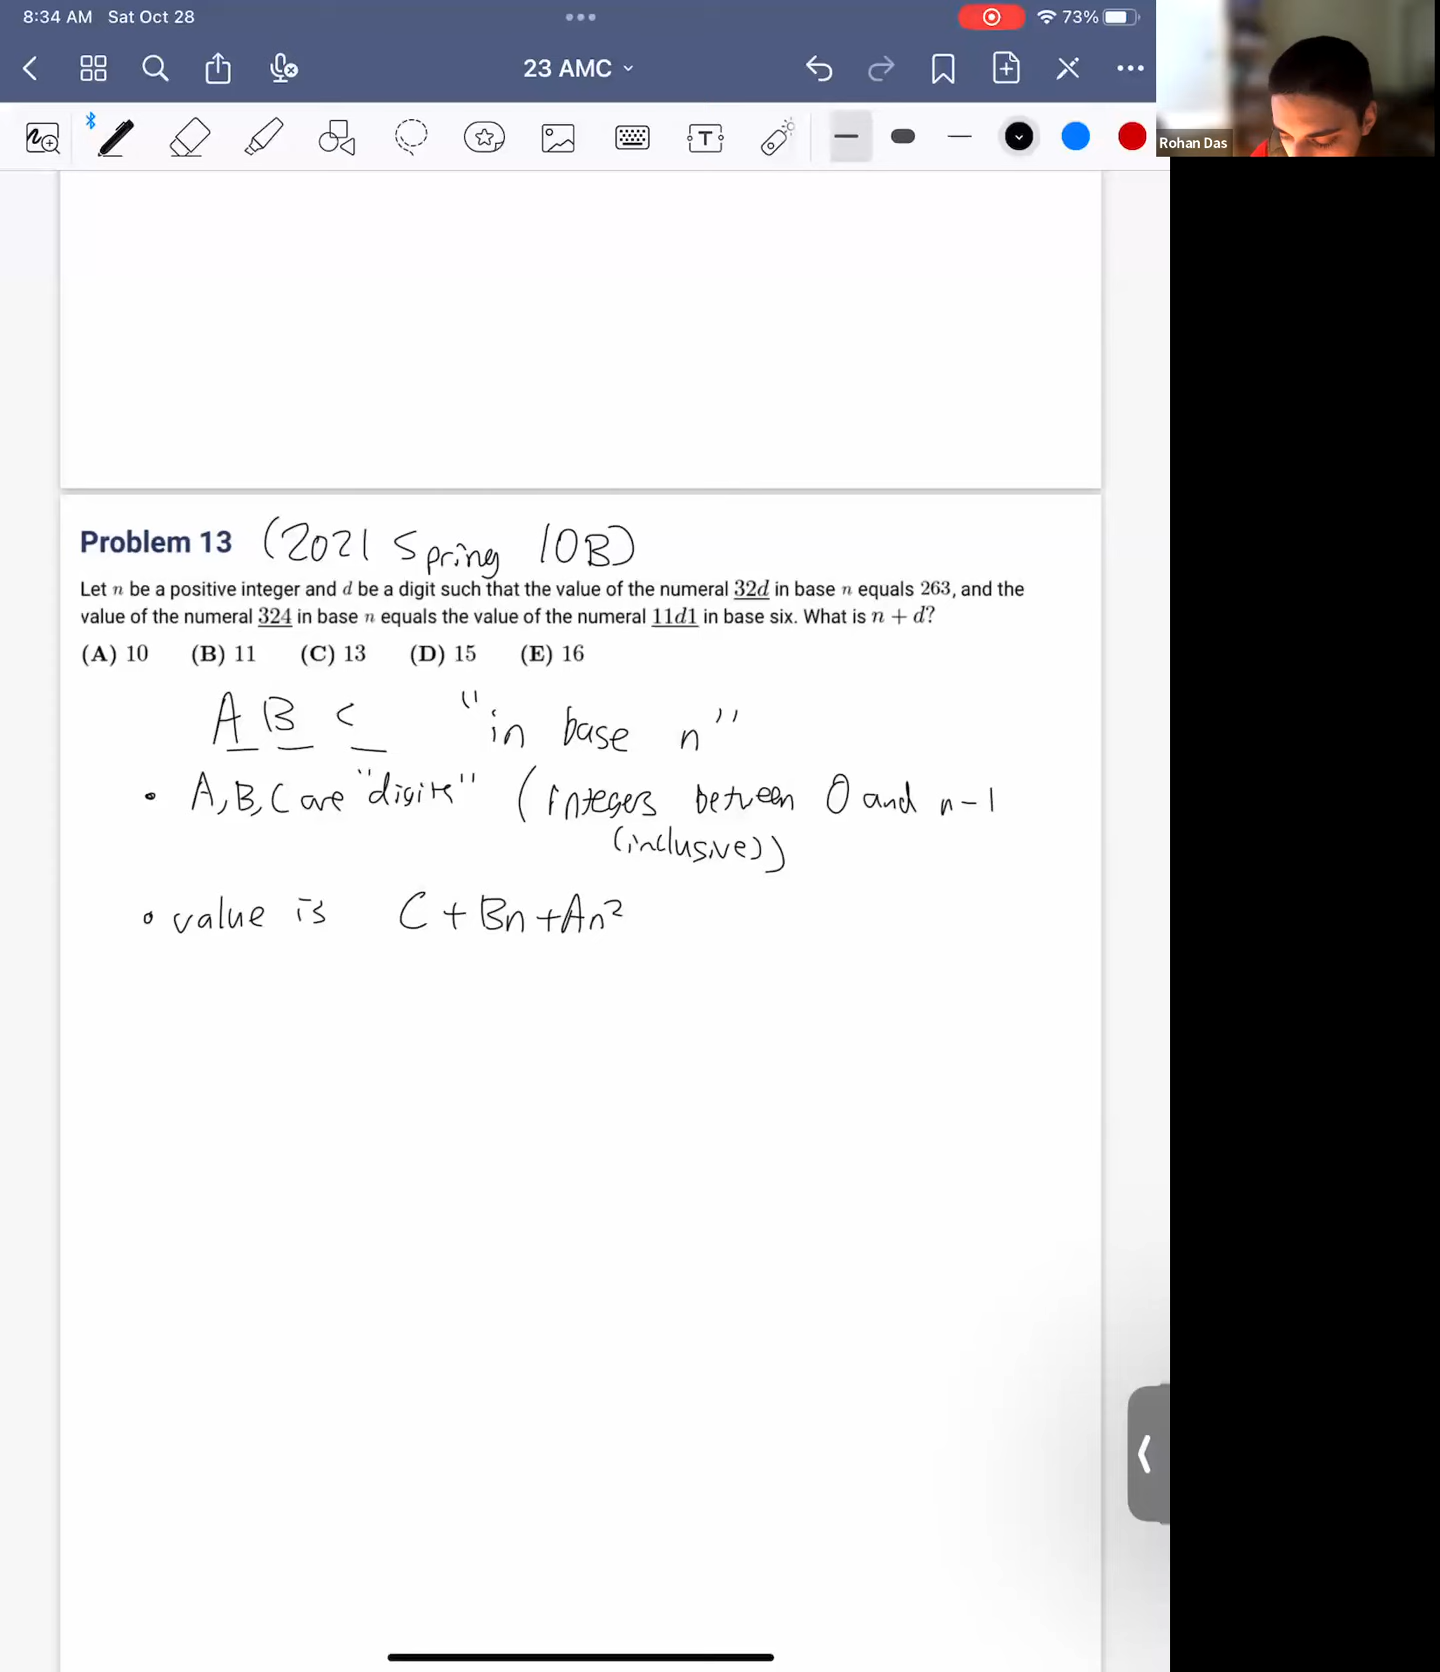 8:34 AM Sat Oct 28
73%
23 AMC
T
Rohan Das
Problem 13 (2021 Spring 10B)
Let n be a positive integer and d be a digit such that the value of the numeral 32d in base n equals 263, and the
value of the numeral 324 in base n equals the value of the numeral 11d1 in base six. What is n + d?
(A) 10 (B) 11 (C) 13 (D) 15 (E) 16
A B C "in base n"
• A, B, C are "digits" (integers between 0 and n-1
(inclusive))
• value is C + Bn + An²